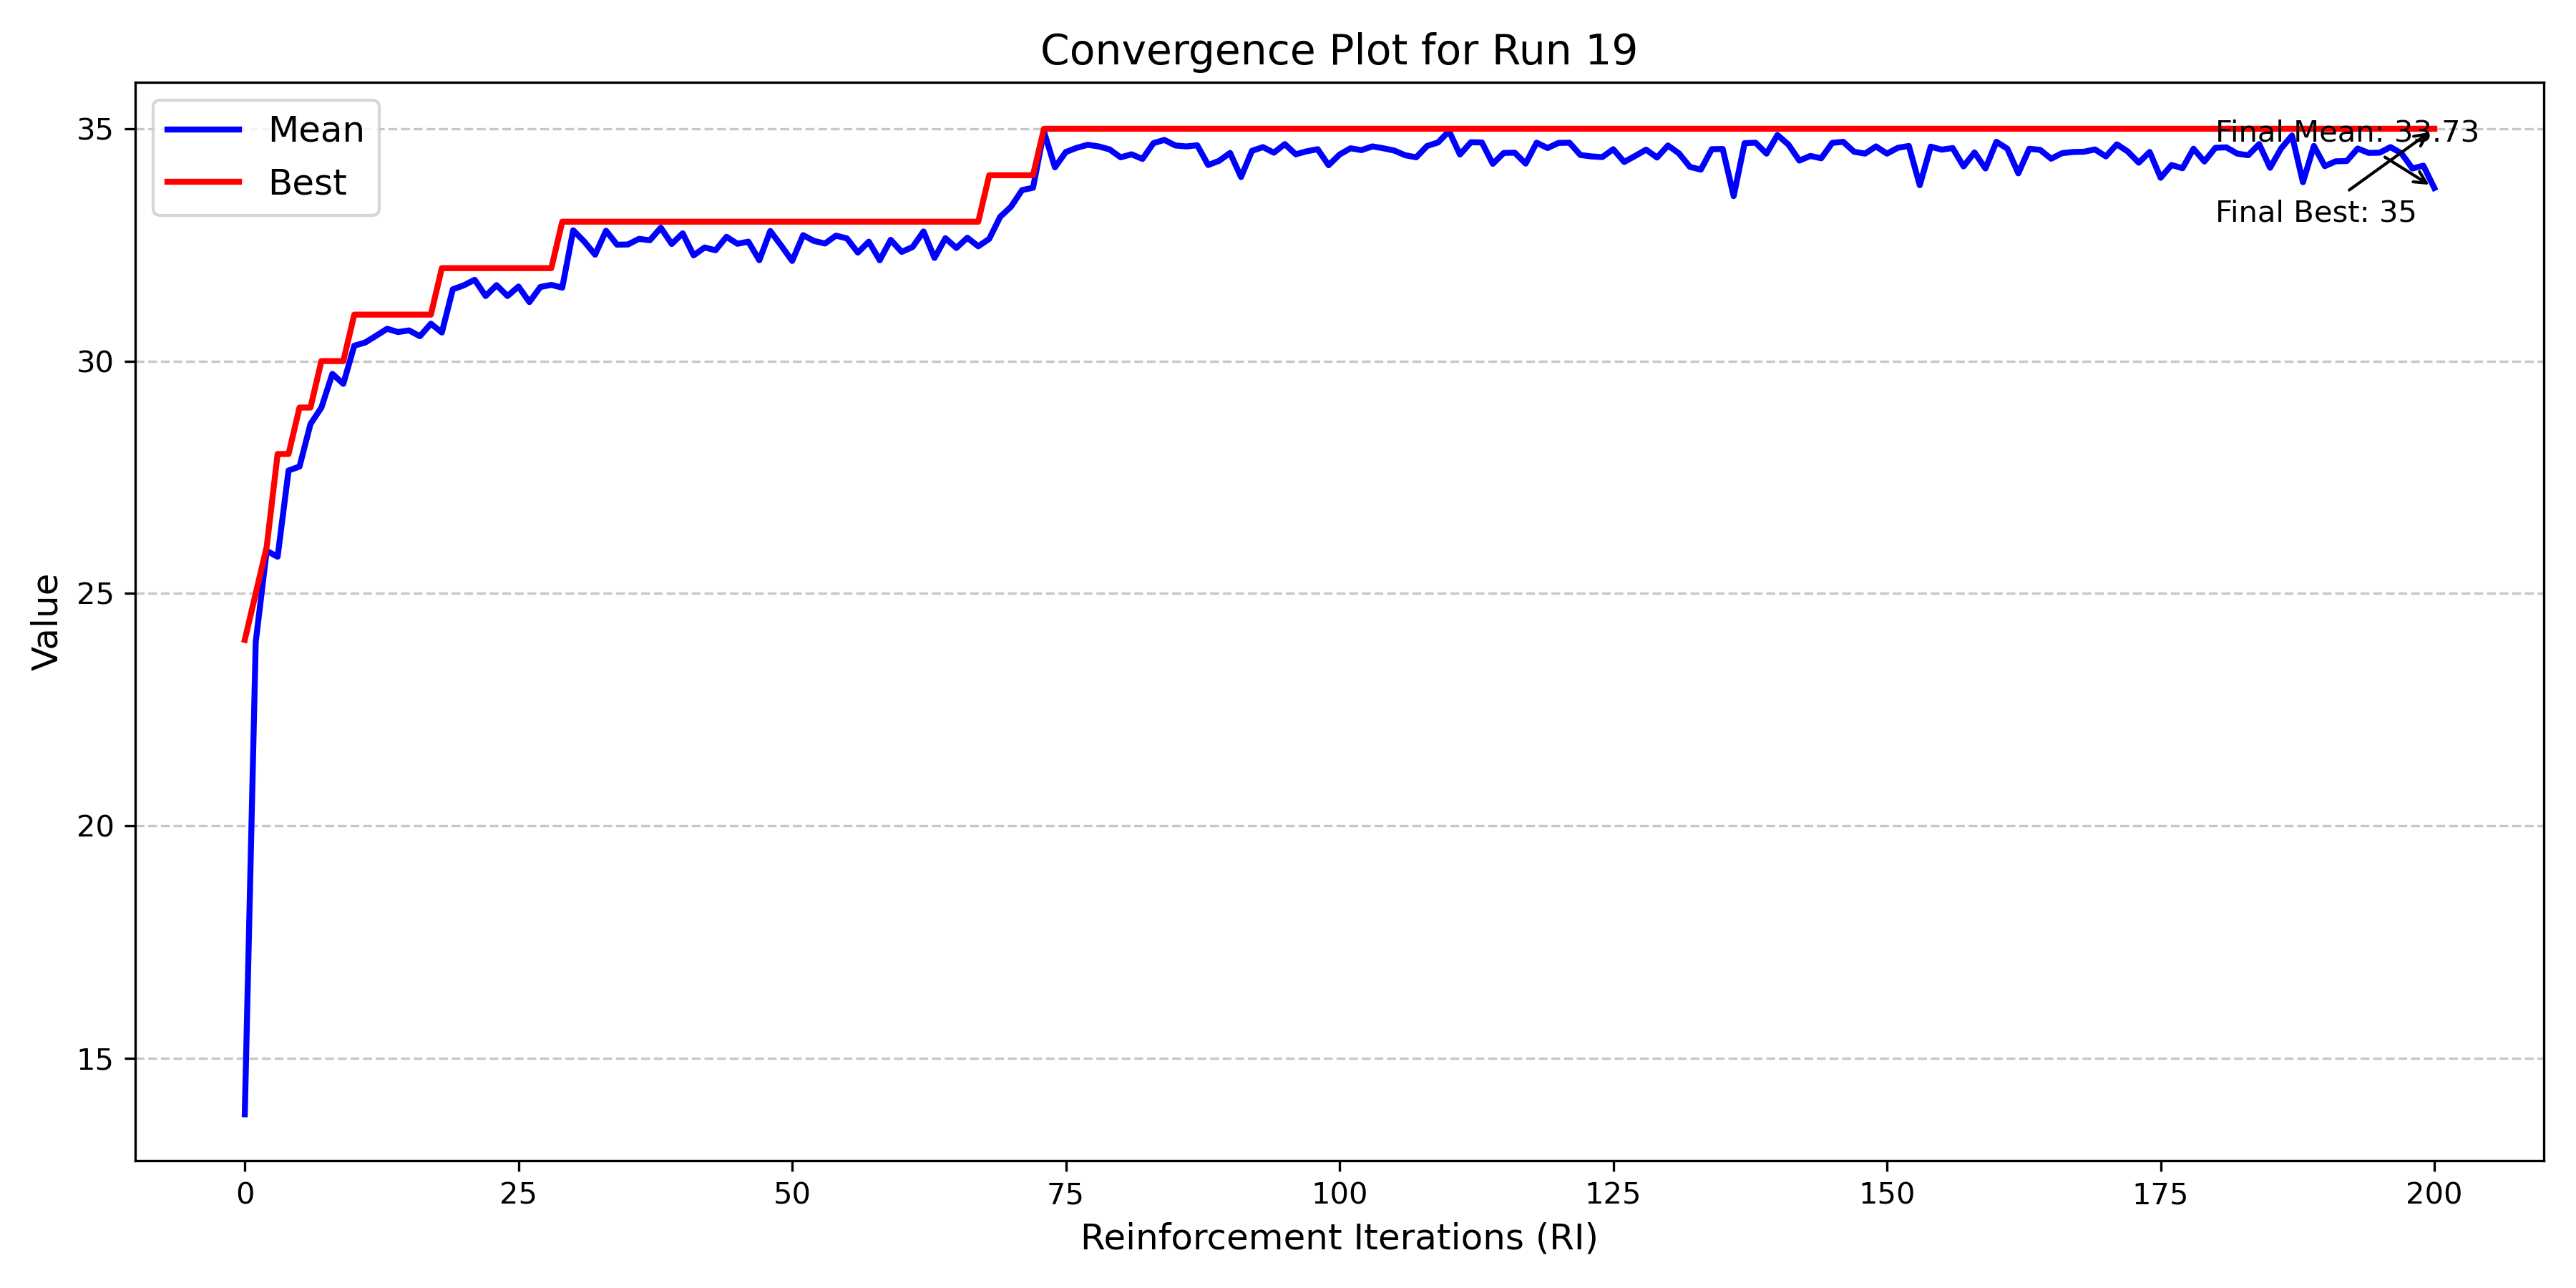 Convergence Plot for Run 19
Mean
Best
Final Mean: 33.73
Final Best: 35
35
30
25
20
15
Value
0 25 50 75 100 125 150 175 200
Reinforcement Iterations (RI)